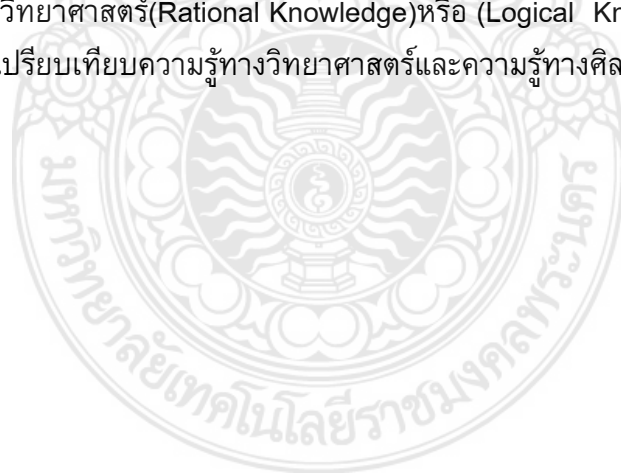 วิทยาศาสตร์(Rational Knowledge)หรือ (Logical Kn
เปรียบเทียบความรู้ทางวิทยาศาสตร์และความรู้ทางศิล
มหาวิทยาลัยเทคโนโลยีราชมงคลพระนคร